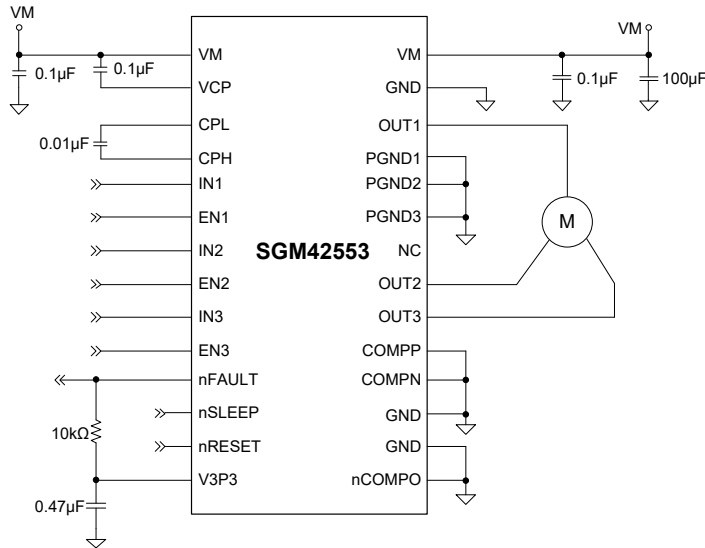 VM
VM
0.1µF
0.1µF
VM
VCP
VM
GND
0.1µF
100µF
0.01µF
CPL
CPH
OUT1
PGND1
IN1
EN1
IN2
EN2
IN3
EN3
PGND2
PGND3
SGM42553
NC
M
OUT2
OUT3
nFAULT
nSLEEP
nRESET
V3P3
COMPP
COMPN
GND
GND
nCOMPO
10kΩ
0.47µF